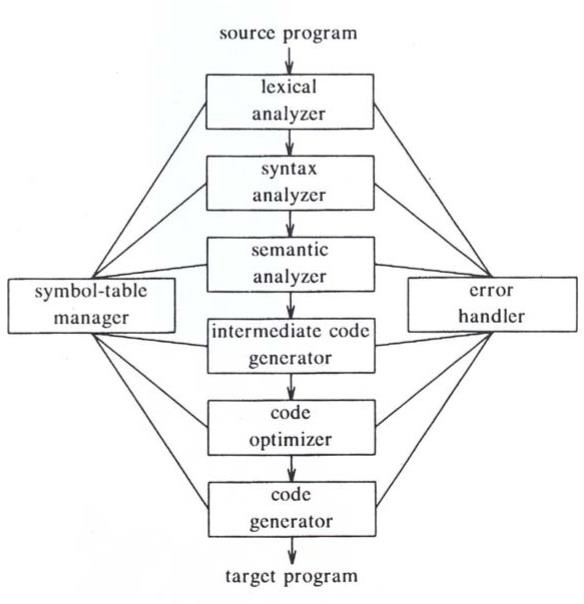 source program
lexical
analyzer
syntax
analyzer
semantic
analyzer
symbol-table
manager
error
handler
intermediate code
generator
code
optimizer
code
generator
target program